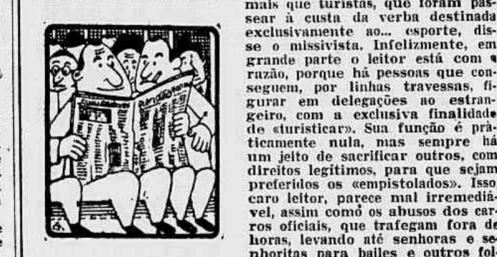 mais que turistas, que foram pas-
sear à custa da verba destinada
exclusivamente ao... «sporte, dis-
se o missivista. Infelizmente, em
grande parte o leitor está com a
razão, porque há pessoas que con-
seguem, por linhas travessas, fi-
gurar em delegações ao estran-
geiro, com a exclusiva finalidade
de «turisticar». Sua função é prà-
ticamente nula, mas sempre há
um jeito de sacrificar outros, com
direitos legítimos, para que sejam
preferidos os «empistolados». Isso
caro leitor, parece mal irremediá-
vel, assim como os abusos dos car-
ros oficiais, que trafegam fora de
horas, levando até senhoras e se-
nhoritas para bailes e outros fol-